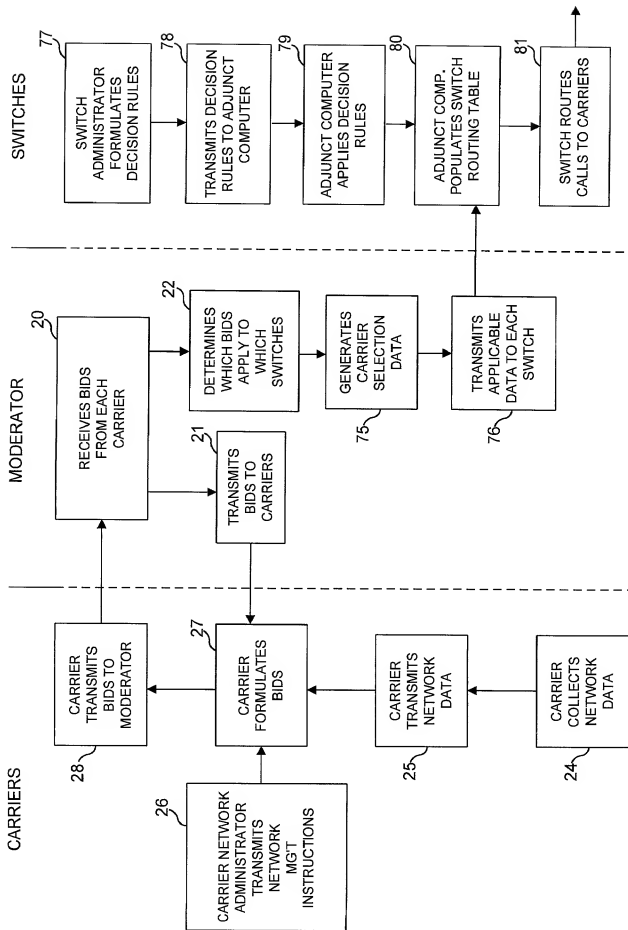 CARRIERS
26
CARRIER NETWORK
ADMINISTRATOR
TRANSMITS
NETWORK
MG'T
INSTRUCTIONS
28
CARRIER
TRANSMITS
BIDS TO
MODERATOR
27
CARRIER
FORMULATES
BIDS
25
CARRIER
TRANSMITS
NETWORK
DATA
24
CARRIER
COLLECTS
NETWORK
DATA
MODERATOR
20
RECEIVES BIDS
FROM EACH
CARRIER
21
TRANSMITS
BIDS TO
CARRIERS
22
DETERMINES
WHICH BIDS
APPLY TO
WHICH
SWITCHES
75
GENERATES
CARRIER
SELECTION
DATA
76
TRANSMITS
APPLICABLE
DATA TO EACH
SWITCH
SWITCHES
77
SWITCH
ADMINISTRATOR
FORMULATES
DECISION RULES
78
TRANSMITS DECISION
RULES TO ADJUNCT
COMPUTER
79
ADJUNCT COMPUTER
APPLIES DECISION
RULES
80
ADJUNCT COMP.
POPULATES SWITCH
ROUTING TABLE
81
SWITCH ROUTES
CALLS TO CARRIERS